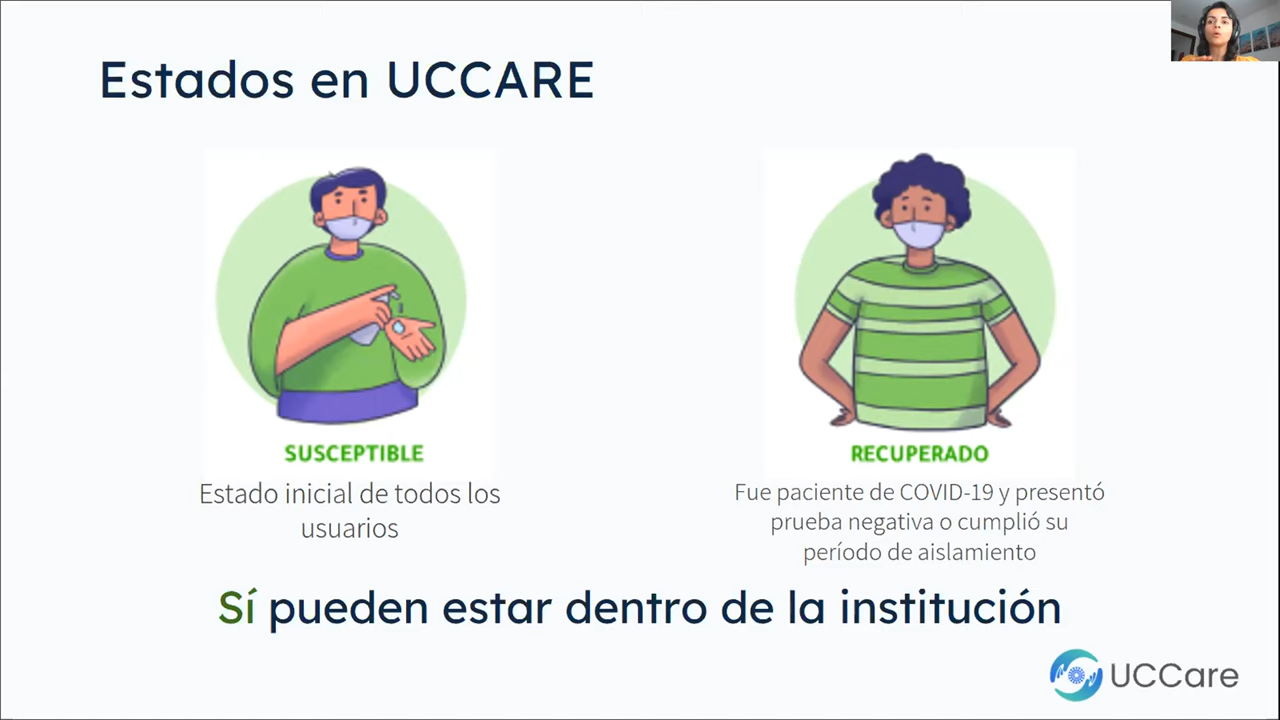 Estados en UCCARE
SUSCEPTIBLE
Estado inicial de todos los
usuarios
RECUPERADO
Fue paciente de COVID-19 y presentó
prueba negativa o cumplió su
período de aislamiento
Sí pueden estar dentro de la institución
UCCare